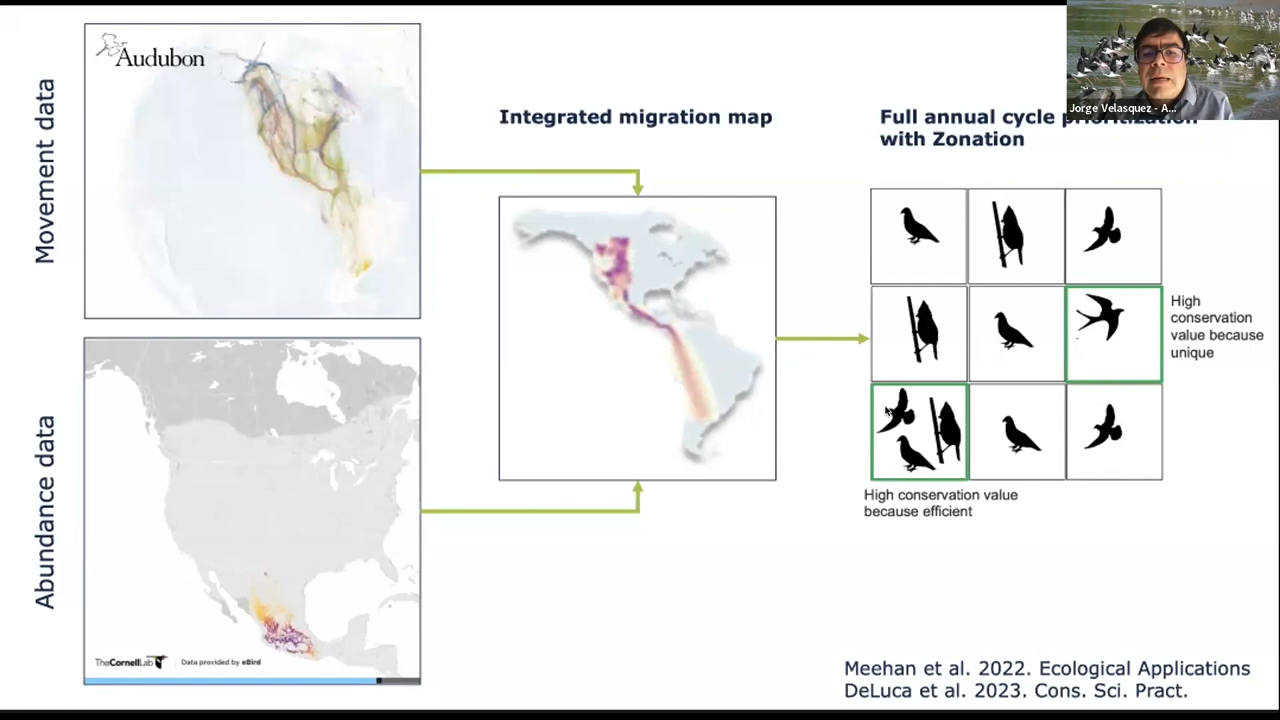 Movement data
Audubon
Abundance data
TheCornellLab
Data provided by eBird
Integrated migration map
Full annual cycle prioritization
with Zonation
Jorge Velasquez - A...
High
conservation
value because
unique
High conservation value
because efficient
Meehan et al. 2022. Ecological Applications
DeLuca et al. 2023. Cons. Sci. Pract.